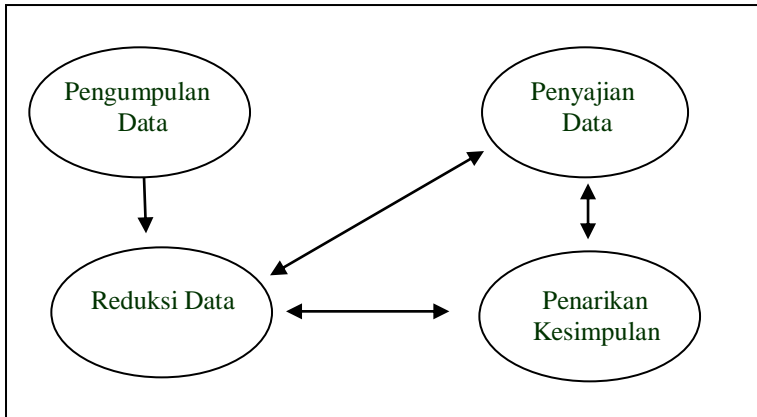 Pengumpulan
Data
Penyajian
Data
Reduksi Data
Penarikan
Kesimpulan